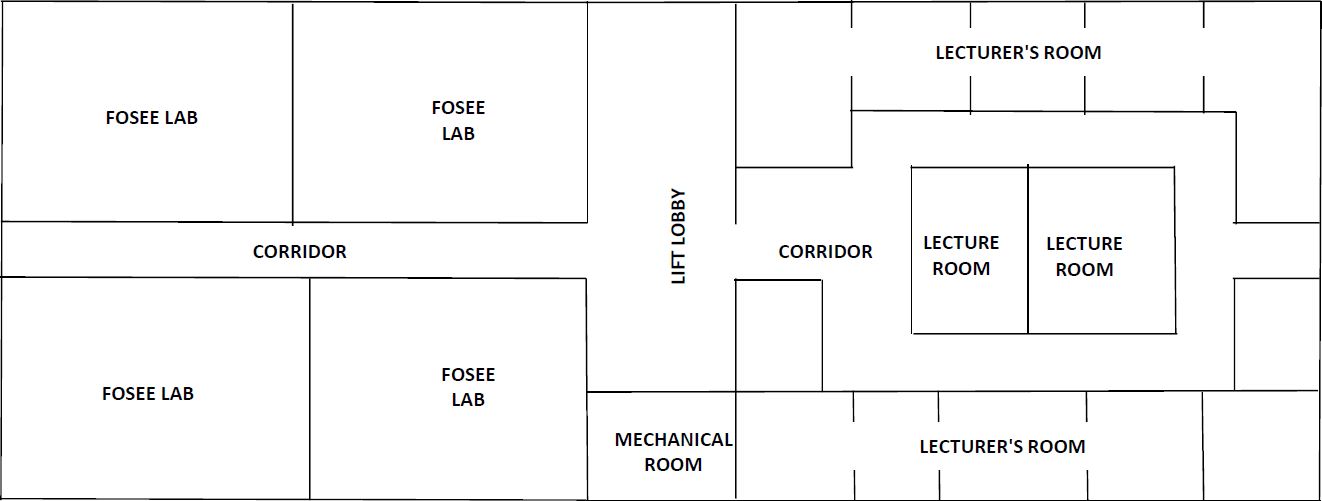 LECTURER'S ROOM
FOSEE LAB
FOSEE
LAB
LIFT LOBBY
CORRIDOR
CORRIDOR
LECTURE
ROOM
LECTURE
ROOM
FOSEE LAB
FOSEE
LAB
MECHANICAL
ROOM
LECTURER'S ROOM